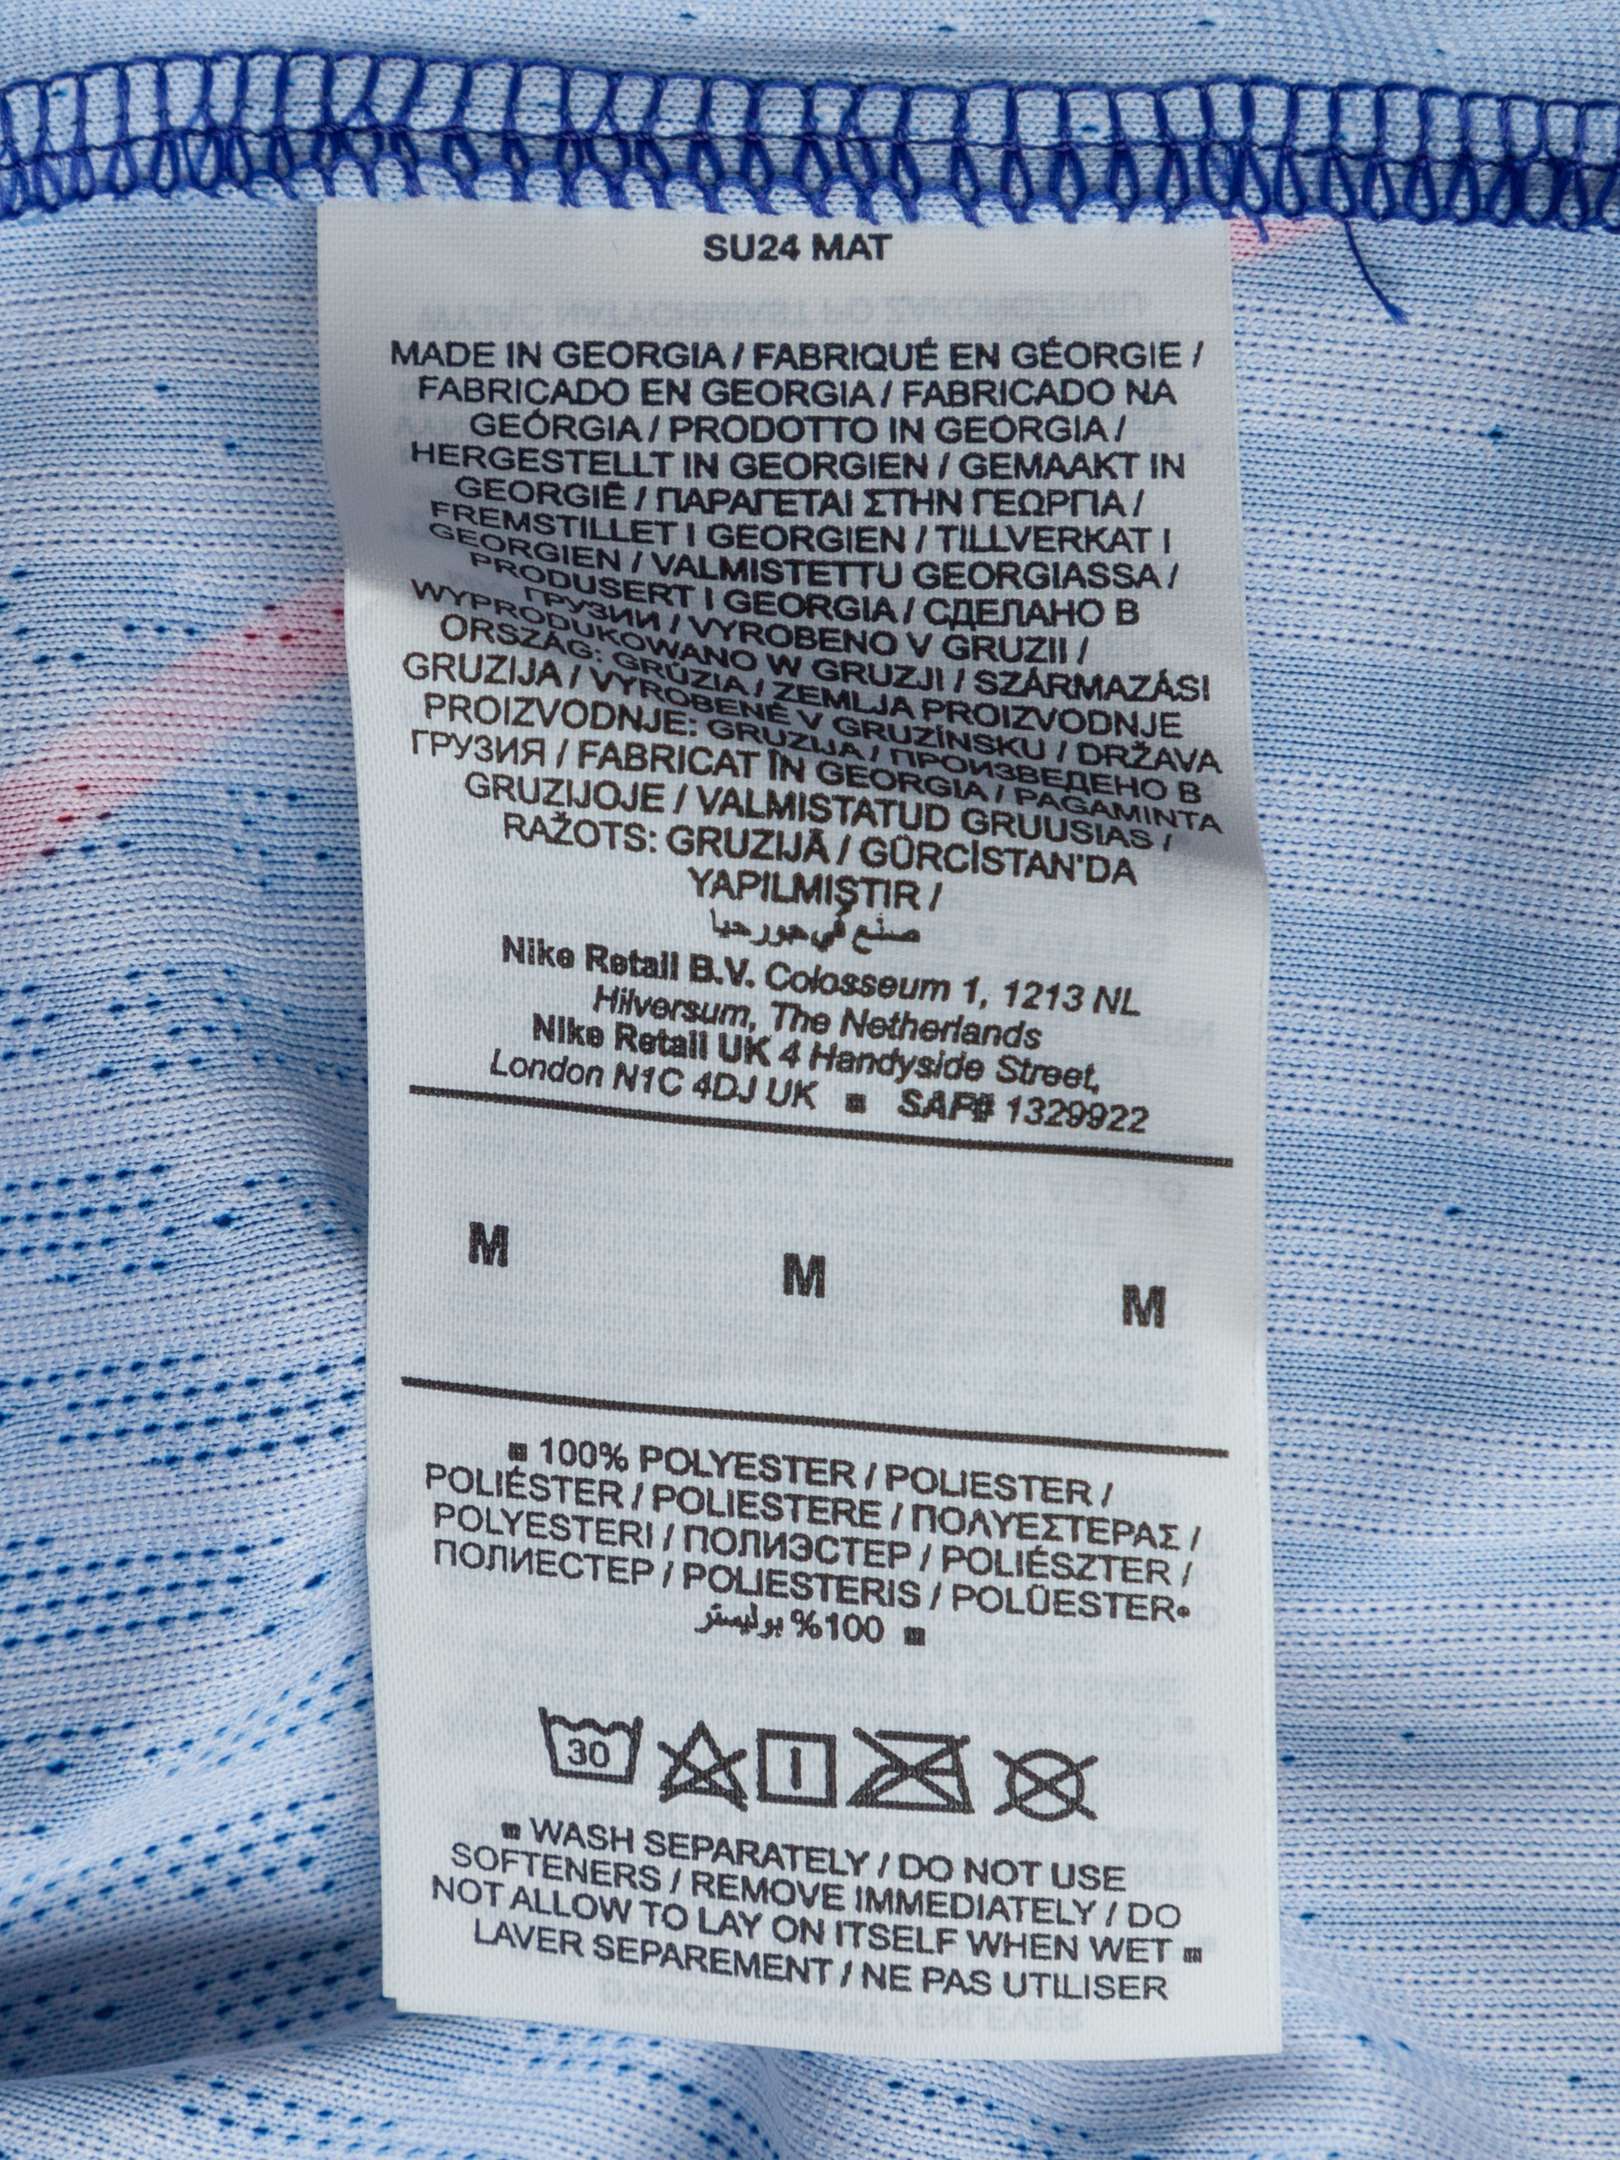 SU24 MAT
MADE IN GEORGIA / FABRIQUÉ EN GÉORGIE /
FABRICADO EN GEORGIA / FABRICADO NA
GEÓRGIA / PRODOTTO IN GEORGIA /
HERGESTELLT IN GEORGIEN / GEMAAKT IN
GEORGIË / ΠΑΡΑΓΕΤΑΙ ΣΤΗΝ ΓΕΩΡΓΙΑ /
FREMSTILLET I GEORGIEN / TILLVERKAT I
GEORGIEN / VALMISTETTU GEORGIASSA /
PRODUSERT I GEORGIA / СДЕЛАНО В
ГРУЗИИ / VYROBENO V GRUZII /
WYPRODUKOWANO W GRUZJI / SZÁRMAZÁSI
ORSZÁG: GRÚZIA / ZEMLJA PROIZVODNJE
GRUZIJA / VYROBENÉ V GRUZÍNSKU / DRŽAVA
PROIZVODNJE: GRUZIJA / ПРОИЗВЕДЕНО В
ГРУЗИЯ / FABRICAT ÎN GEORGIA / PAGAMINTA
GRUZIJOJE / VALMISTATUD GRUUSIAS /
RAŽOTS: GRUZIJĀ / GÜRCİSTAN'DA
YAPILMIŞTIR /
صنع في جورجيا
Nike Retail B.V. Colosseum 1, 1213 NL
Hilversum, The Netherlands
Nike Retail UK 4 Handyside Street,
London N1C 4DJ UK SAP# 1329922
M M M
100% POLYESTER / POLIESTER /
POLIÉSTER / POLIESTERE / ΠΟΛΥΕΣΤΕΡΑΣ /
POLYESTERI / ПОЛИЭСТЕР / POLIÉSZTER /
ПОЛИЕСТЕР / POLIESTERIS / POLÜESTER•
100% بوليستر
30
WASH SEPARATELY / DO NOT USE
SOFTENERS / REMOVE IMMEDIATELY / DO
NOT ALLOW TO LAY ON ITSELF WHEN WET
LAVER SEPAREMENT / NE PAS UTILISER